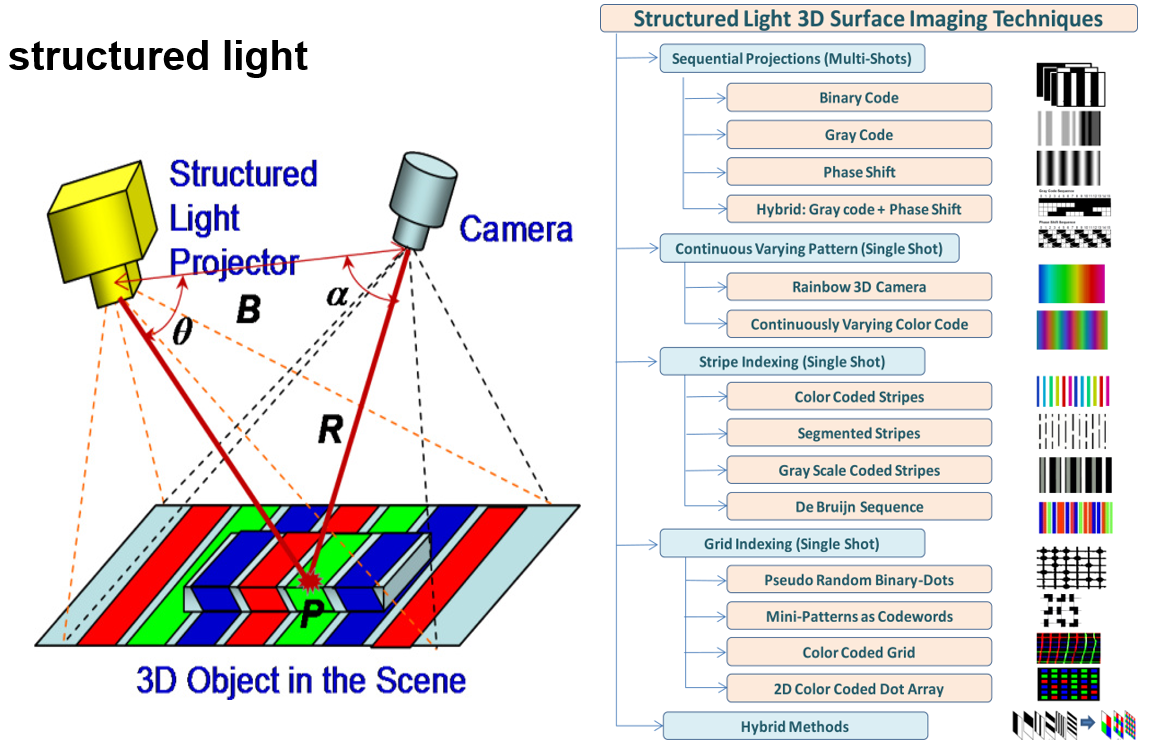 structured light
Structured
Light
Projector
Camera
B
α
θ
R
P
3D Object in the Scene
Structured Light 3D Surface Imaging Techniques
Sequential Projections (Multi-Shots)
Binary Code
Gray Code
Phase Shift
Hybrid: Gray code + Phase Shift
Gray Code Sequence
Phase Shift Sequence
Continuous Varying Pattern (Single Shot)
Rainbow 3D Camera
Continuously Varying Color Code
Stripe Indexing (Single Shot)
Color Coded Stripes
Segmented Stripes
Gray Scale Coded Stripes
De Bruijn Sequence
Grid Indexing (Single Shot)
Pseudo Random Binary-Dots
Mini-Patterns as Codewords
Color Coded Grid
2D Color Coded Dot Array
Hybrid Methods